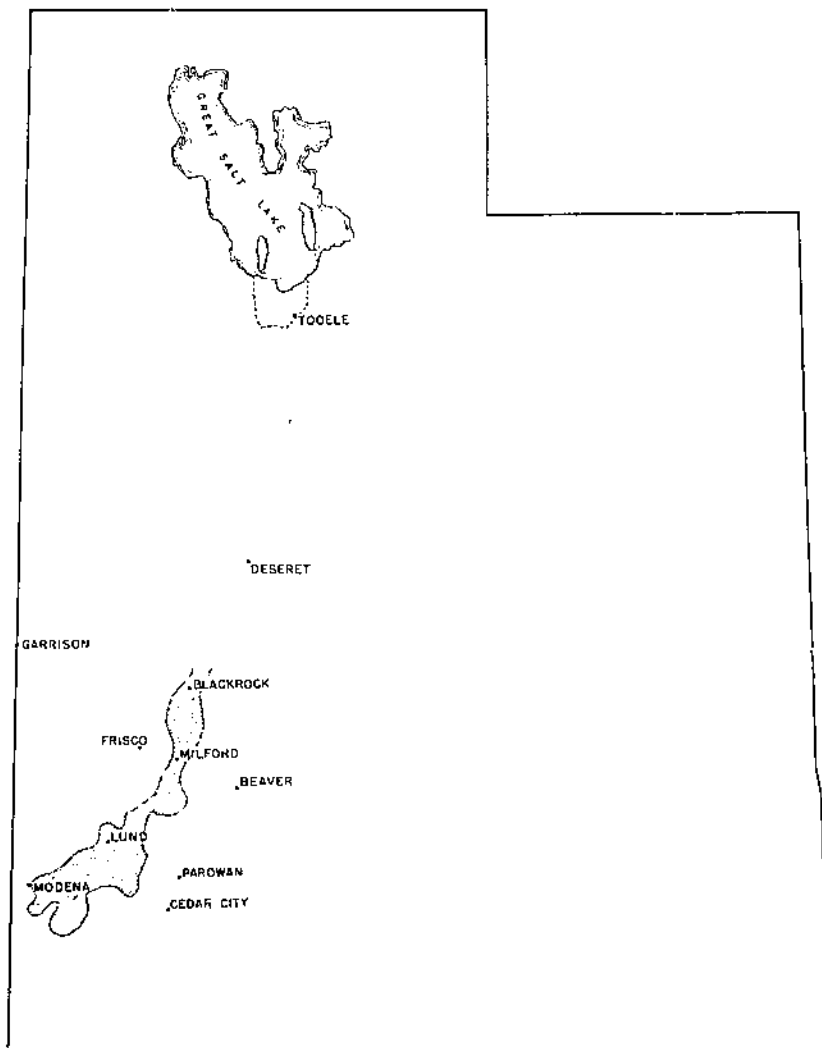 GREAT SALT LAKE
TOOELE
DESERET
GARRISON
BLACKROCK
FRISCO
MILFORD
BEAVER
LUND
PAROWAN
MODENA
CEDAR CITY